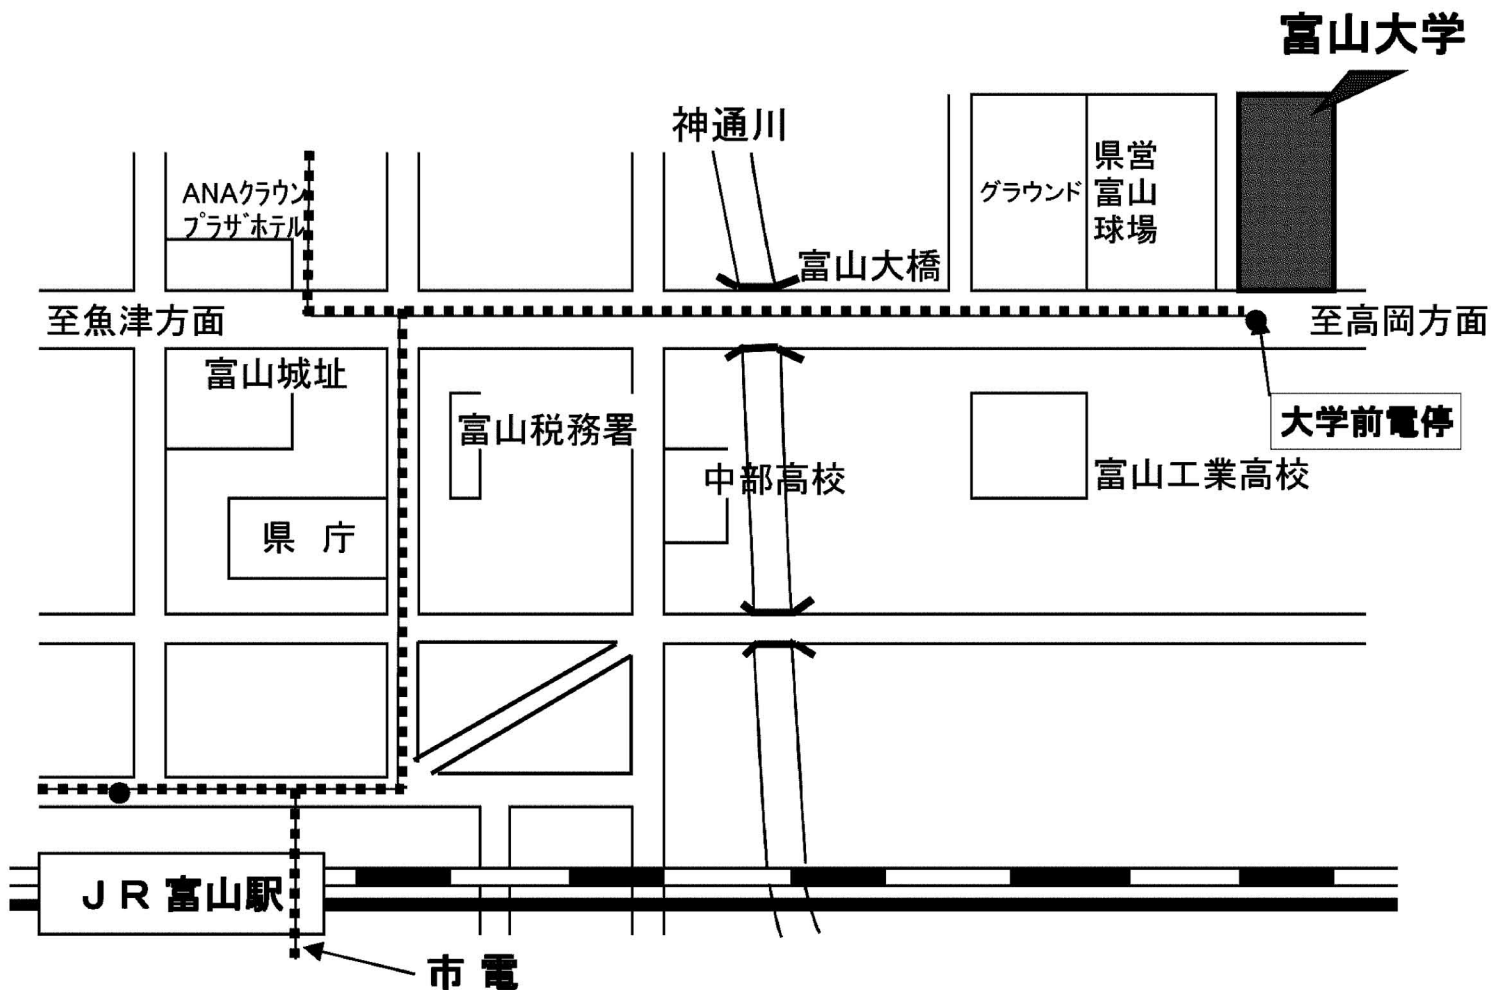 富山大学
神通川
ANAクラウン
プラザホテル
グラウンド
県営
富山
球場
富山大橋
至魚津方面
至高岡方面
富山城址
富山税務署
大学前電停
中部高校
富山工業高校
県 庁
JR富山駅
市電